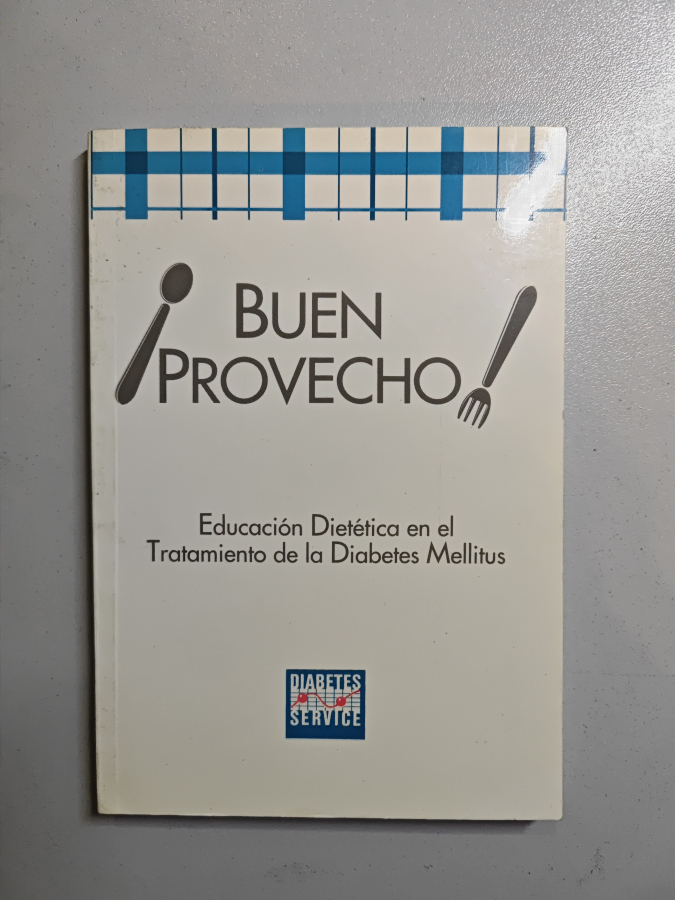 ¡BUEN
PROVECHO!
Educación Dietética en el
Tratamiento de la Diabetes Mellitus
DIABETES
SERVICE